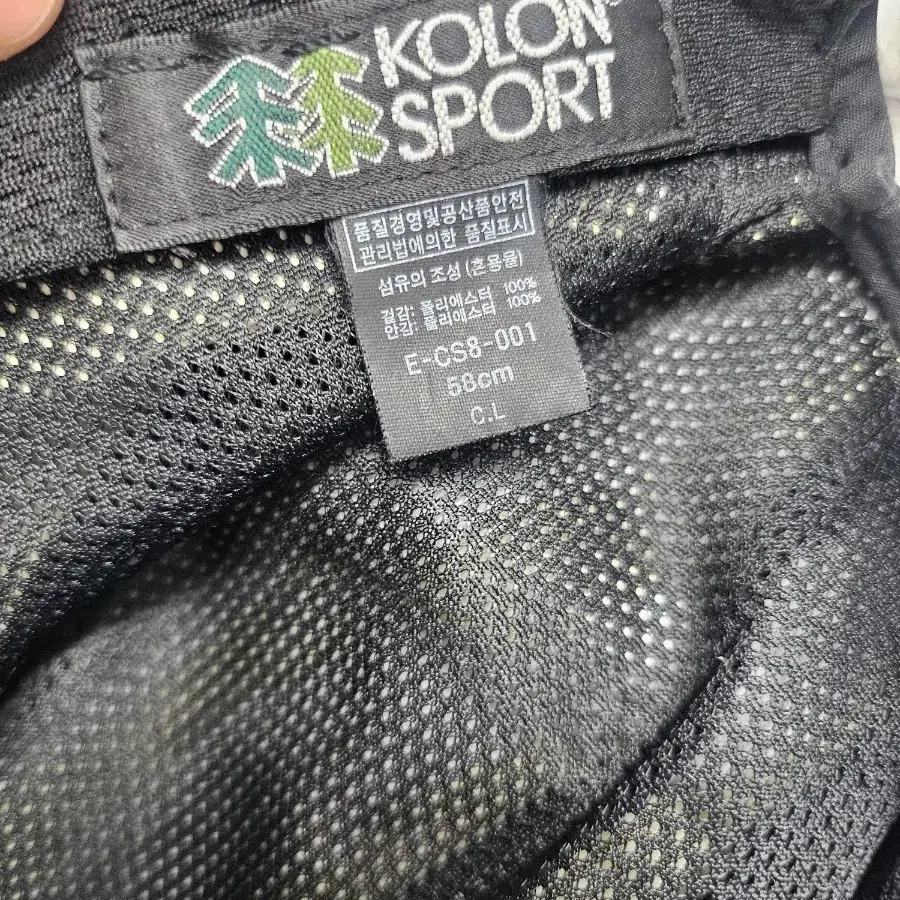 KOLON
SPORT
품질경영및공산품안전
관리법에의한 품질표시
섬유의 조성 (혼용율)
겉감: 폴리에스터 100%
안감: 폴리에스터 100%
E-CS8-001
58cm
C.L